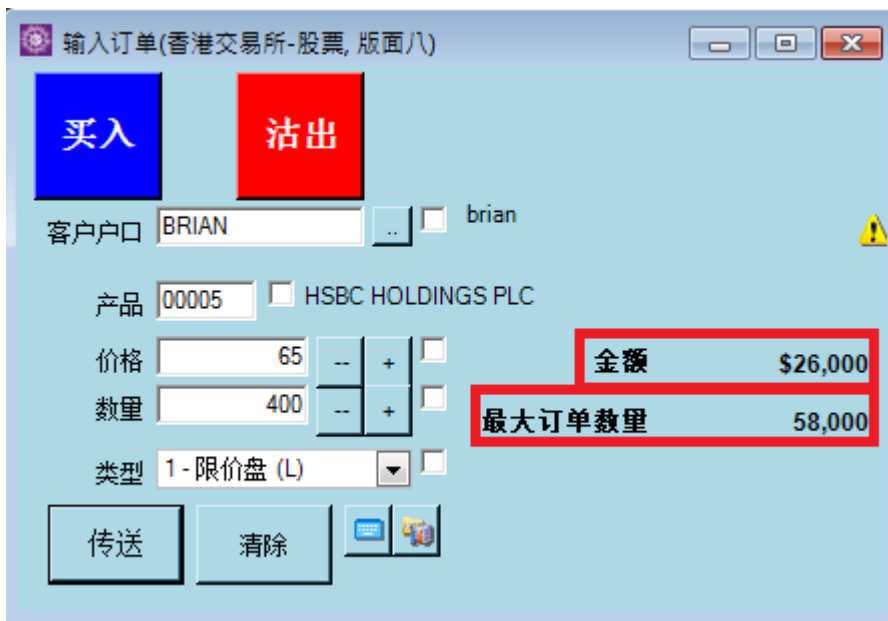 输入订单(香港交易所-股票, 版面八)
买入 沽出
客户户口 BRIAN .. brian
产品 00005 HSBC HOLDINGS PLC
价格 65 -- + 金额 $26,000
数量 400 -- + 最大订单数量 58,000
类型 1 - 限价盘 (L)
传送 清除